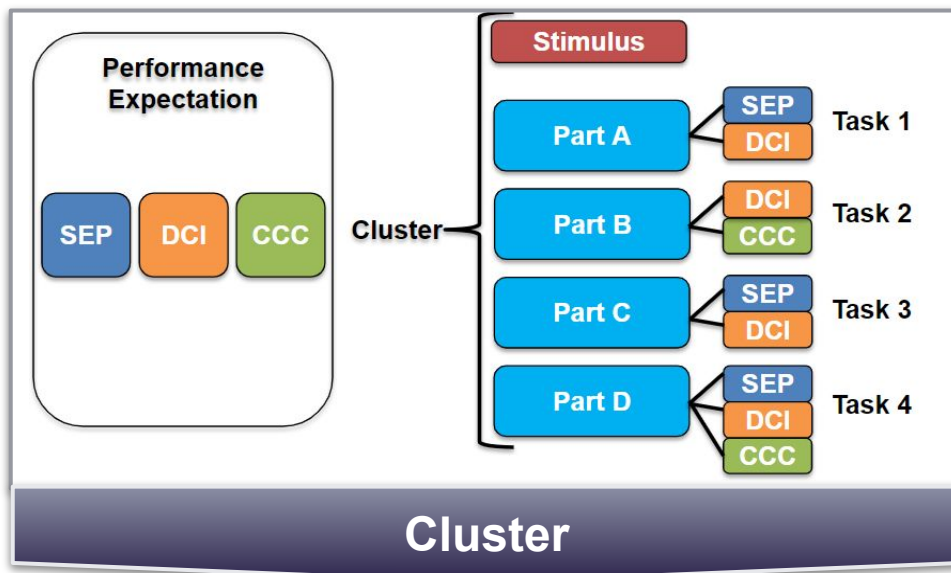 Performance
Expectation
SEP DCI CCC
Cluster
Stimulus
Part A
SEP
DCI
Task 1
Part B
DCI
CCC
Task 2
Part C
SEP
DCI
Task 3
Part D
SEP
DCI
CCC
Task 4
Cluster